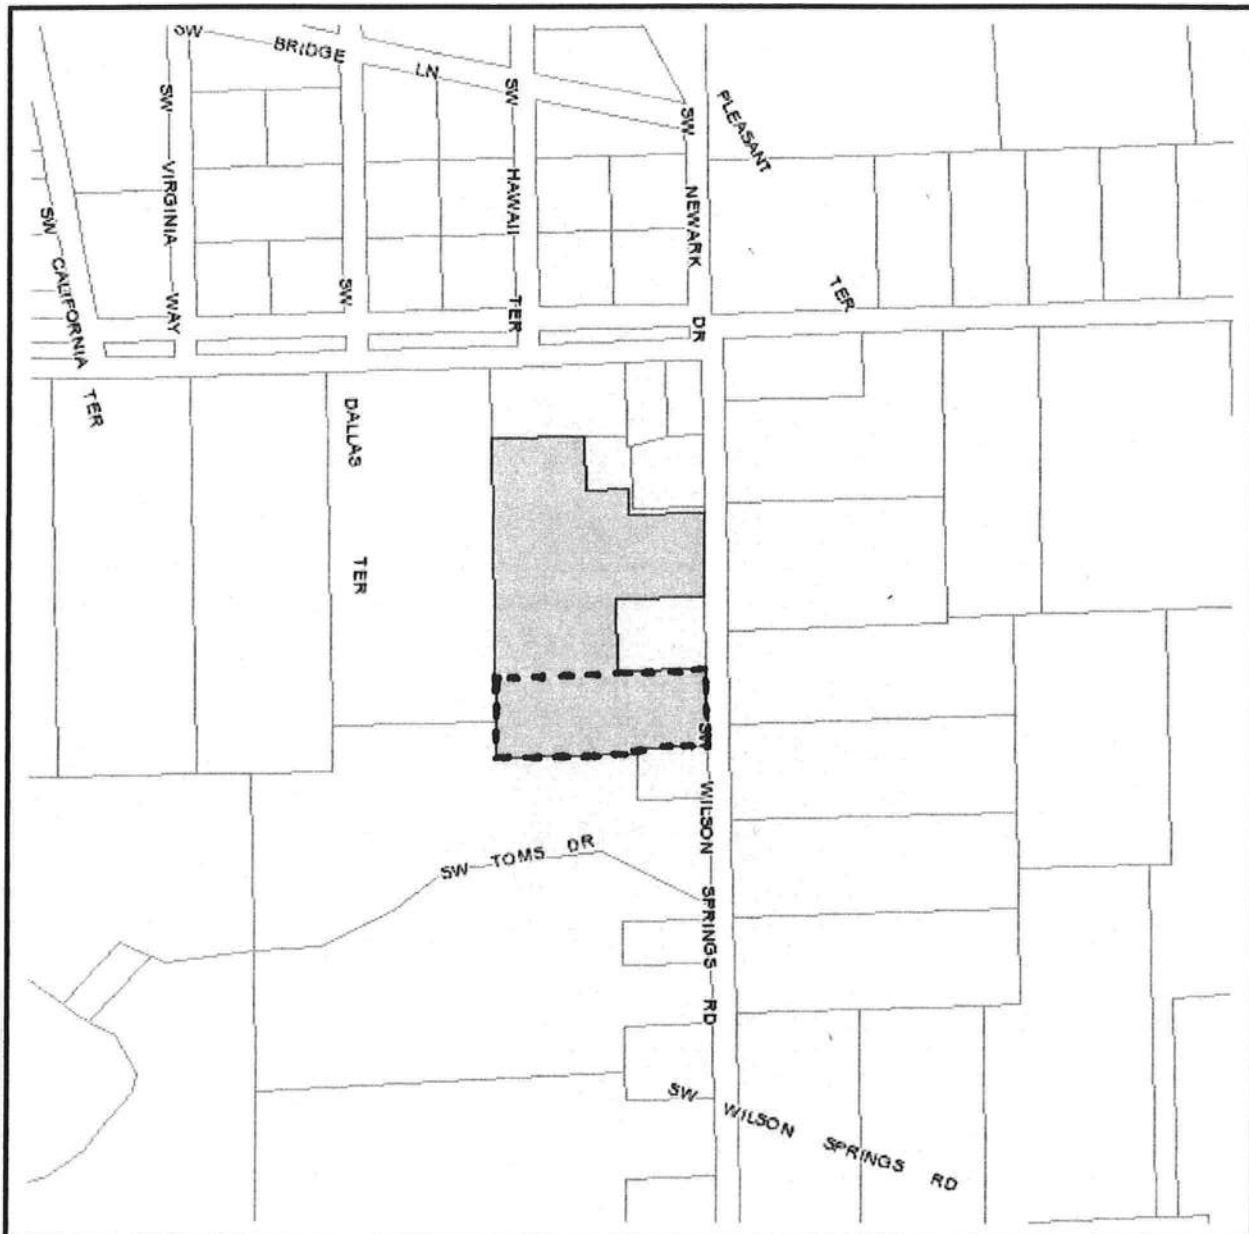 SW BRIDGE LN
SW VIRGINIA WAY
SW CALIFORNIA TER
SW DALLAS TER
SW HAWAII TER
SW NEWARK DR
PLEASANT TER
SW WILSON SPRINGS RD
SW TOMS DR
SW WILSON SPRINGS RD